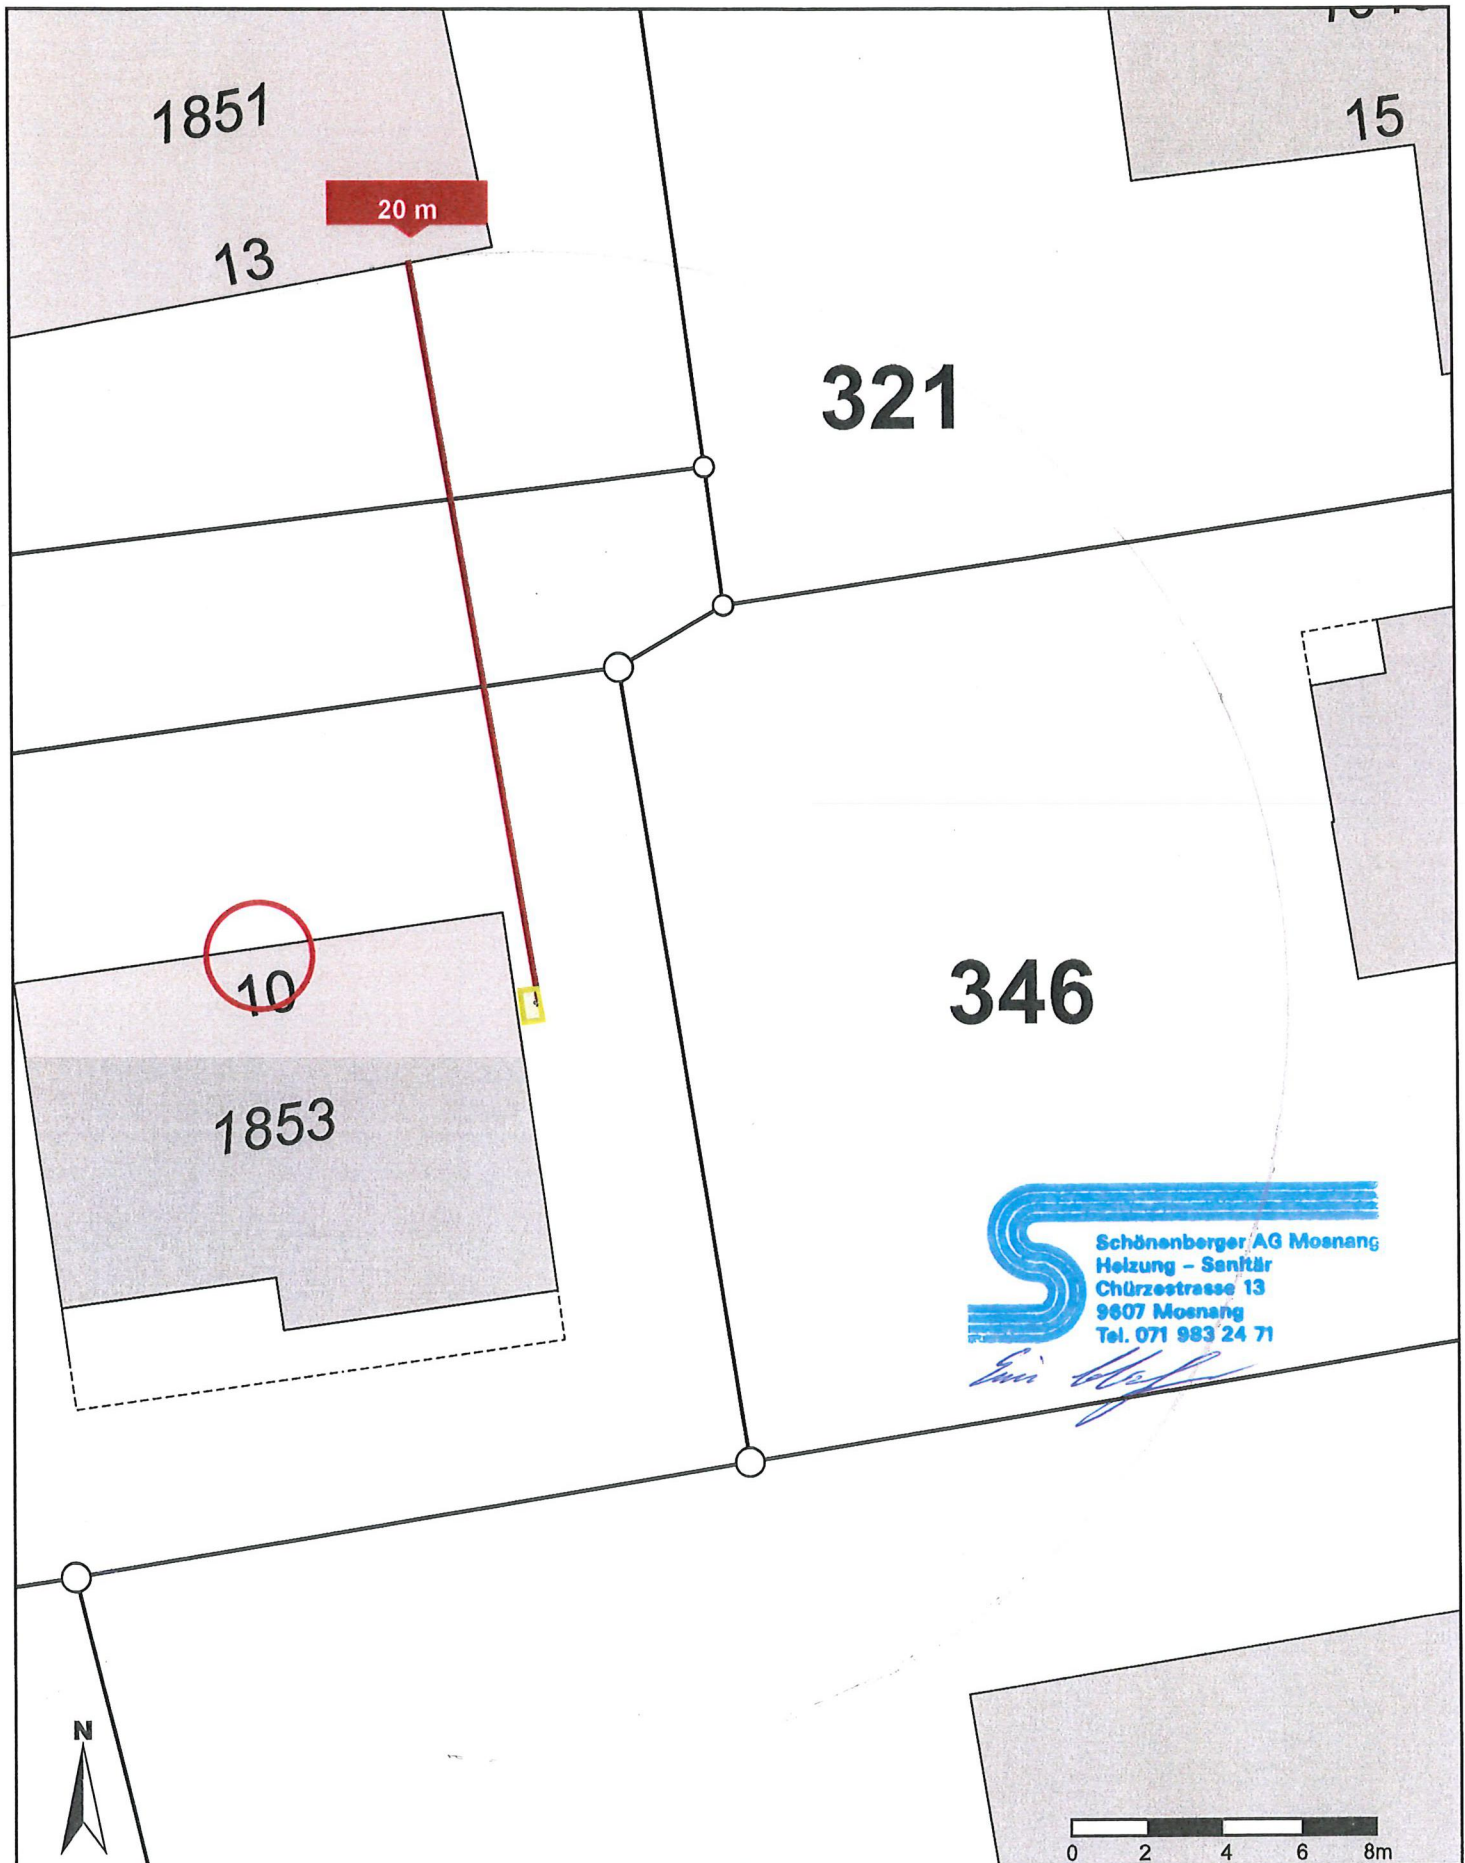 1851
15
20 m
13
321
10
346
1853
Schönenberger AG Mosnang
Heizung – Sanitär
Chürzestrasse 13
9607 Mosnang
Tel. 071 983 24 71
N
0 2 4 6 8m